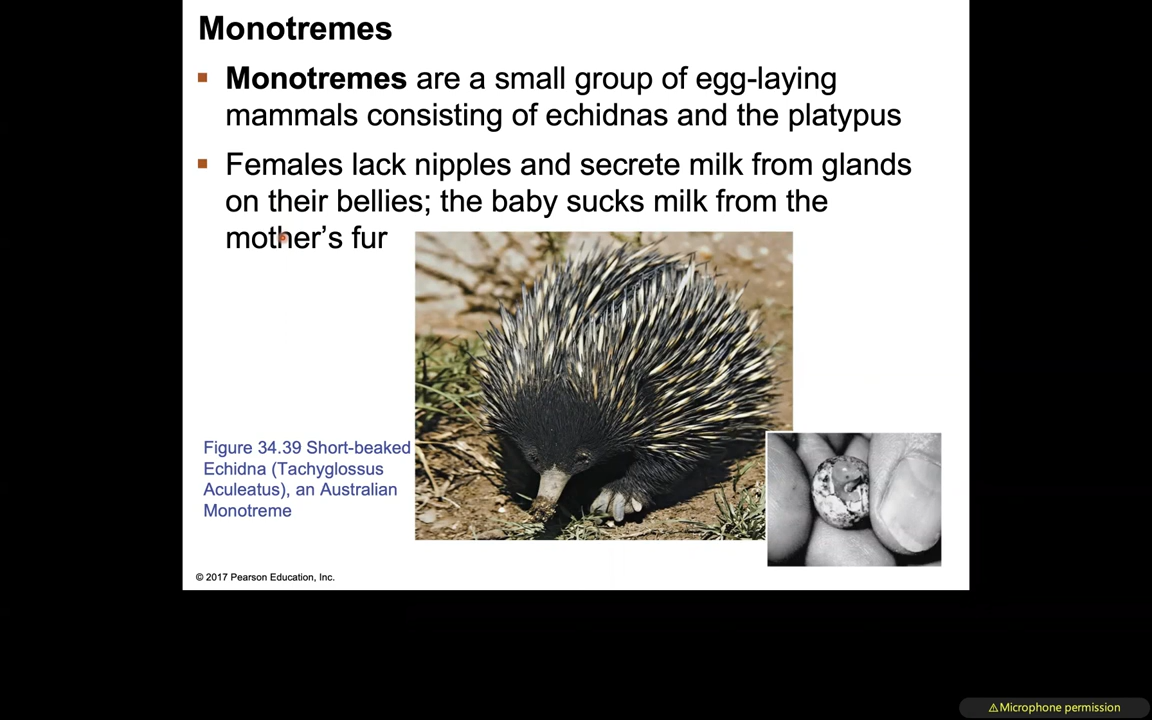 Monotremes
Monotremes are a small group of egg-laying
mammals consisting of echidnas and the platypus
Females lack nipples and secrete milk from glands
on their bellies; the baby sucks milk from the
mother’s fur
Figure 34.39 Short-beaked
Echidna (Tachyglossus
Aculeatus), an Australian
Monotreme
© 2017 Pearson Education, Inc.
⚠Microphone permission